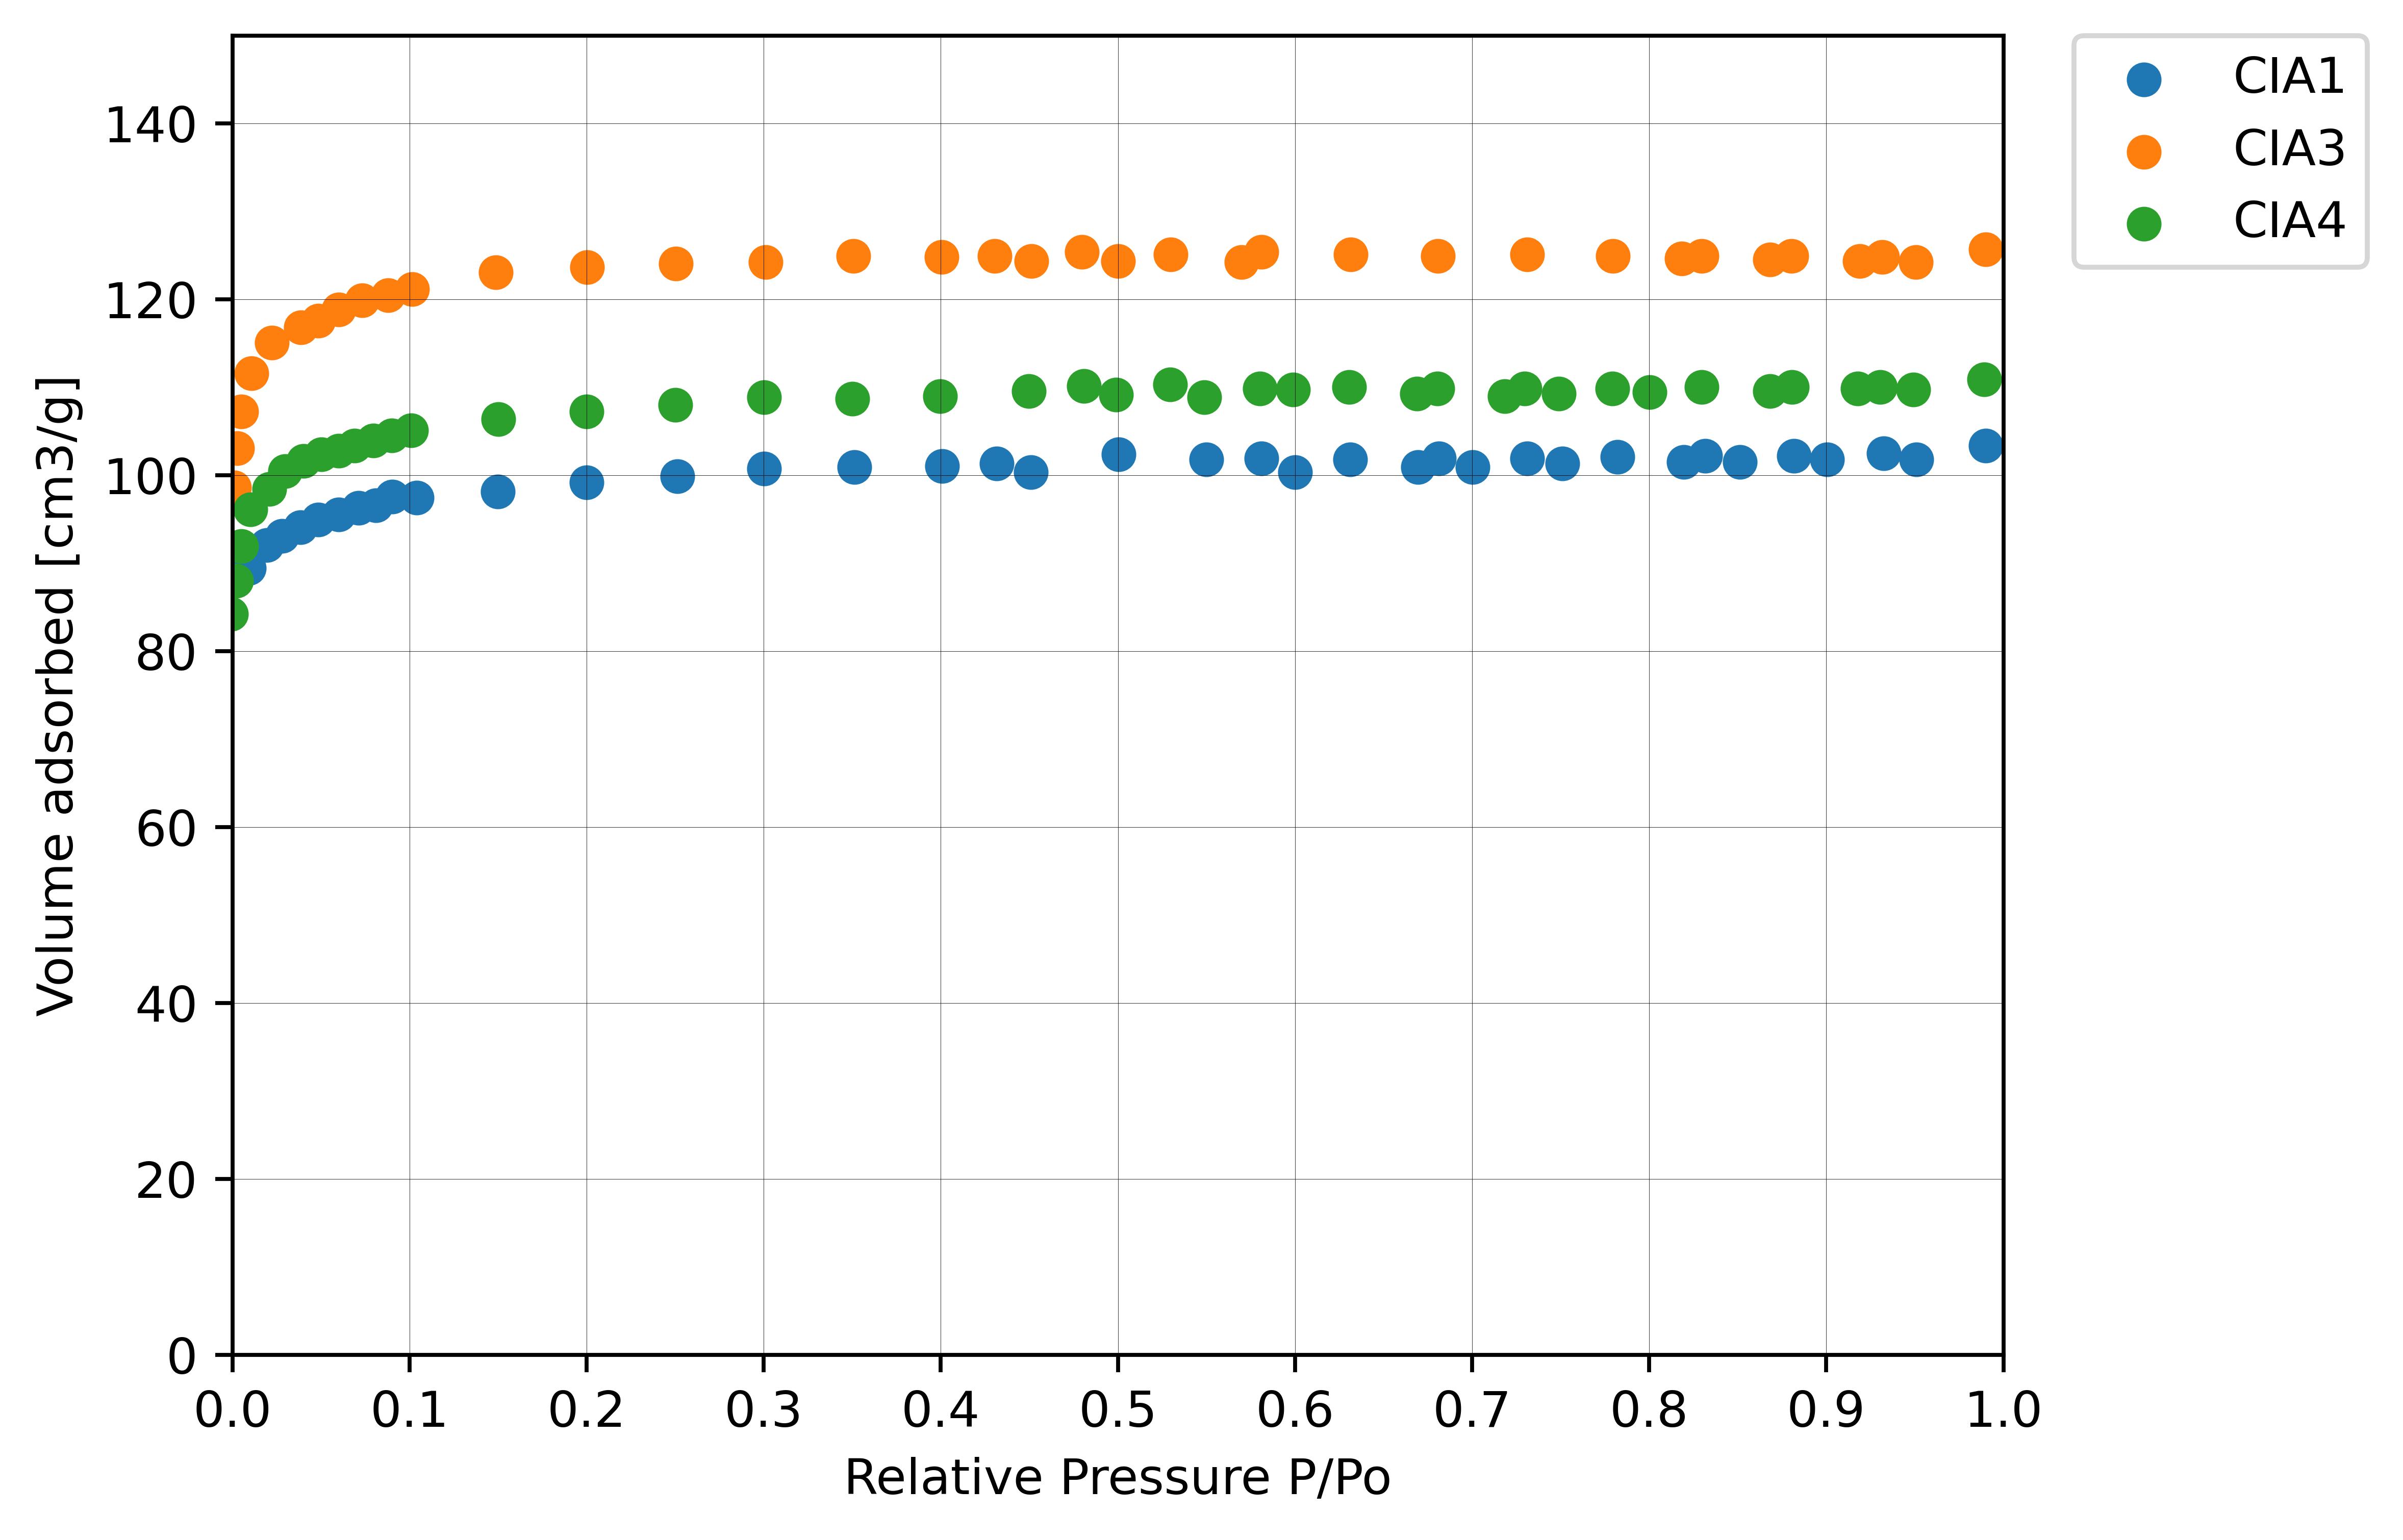 CIA1
CIA3
CIA4
140
120
100
80
60
40
20
0
Volume adsorbed [cm3/g]
0.0 0.1 0.2 0.3 0.4 0.5 0.6 0.7 0.8 0.9 1.0
Relative Pressure P/Po